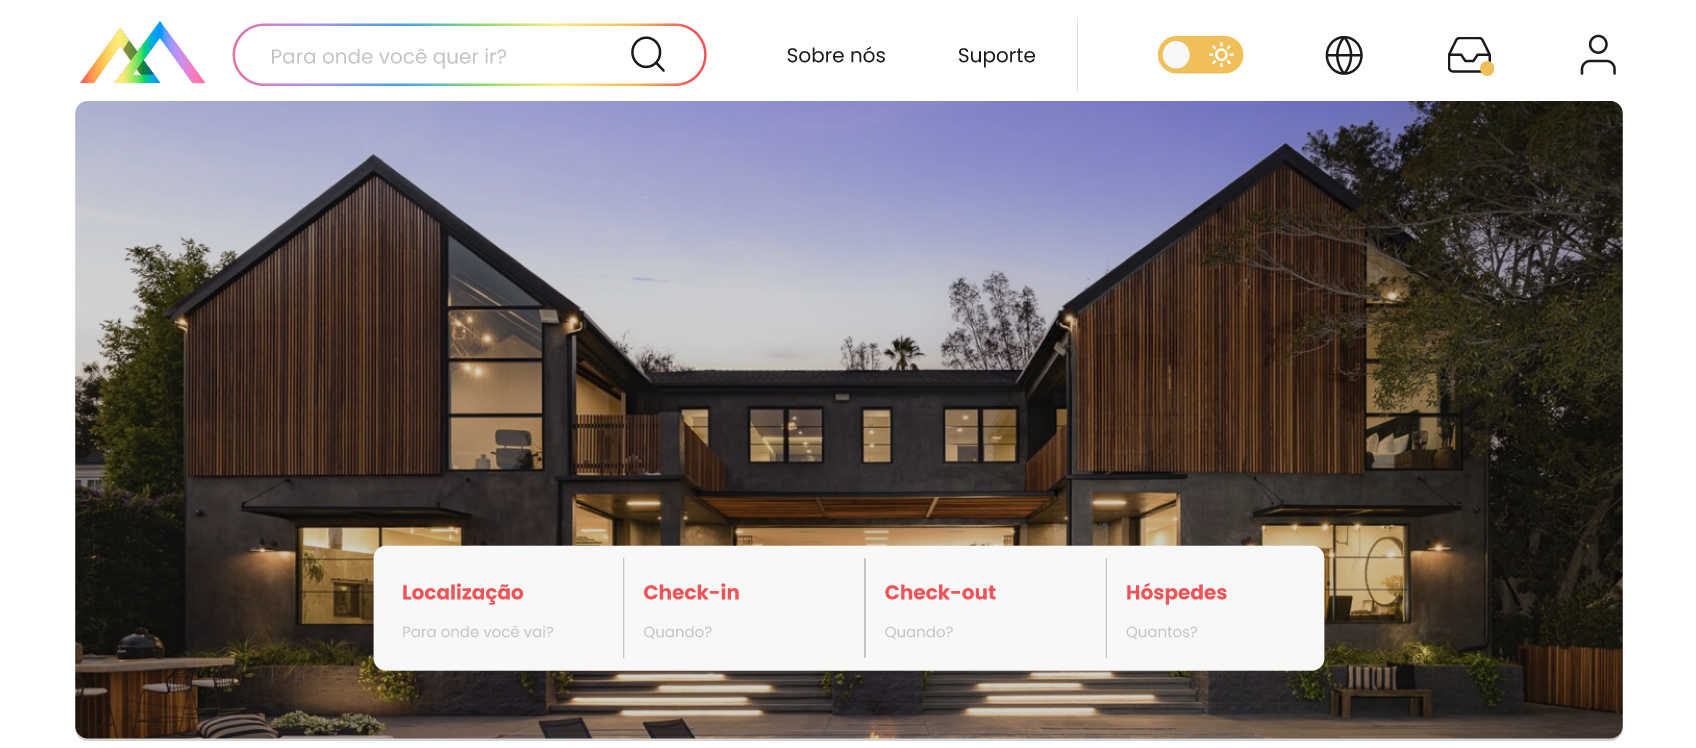 Para onde você quer ir?
Sobre nós
Suporte
Localização
Para onde você vai?
Check-in
Quando?
Check-out
Quando?
Hóspedes
Quantos?